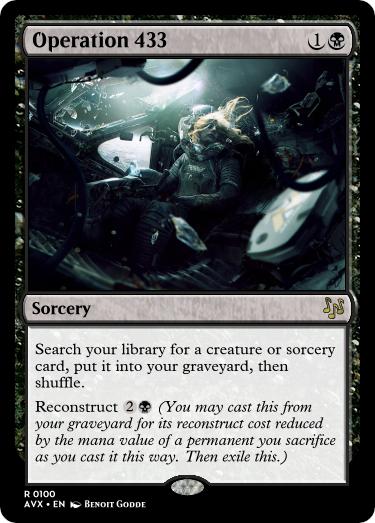 Operation 433 1
Sorcery
Search your library for a creature or sorcery
card, put it into your graveyard, then
shuffle.
Reconstruct 2 (You may cast this from
your graveyard for its reconstruct cost reduced
by the mana value of a permanent you sacrifice
as you cast it this way. Then exile this.)
R 0100
AVX • EN Benoit Godde